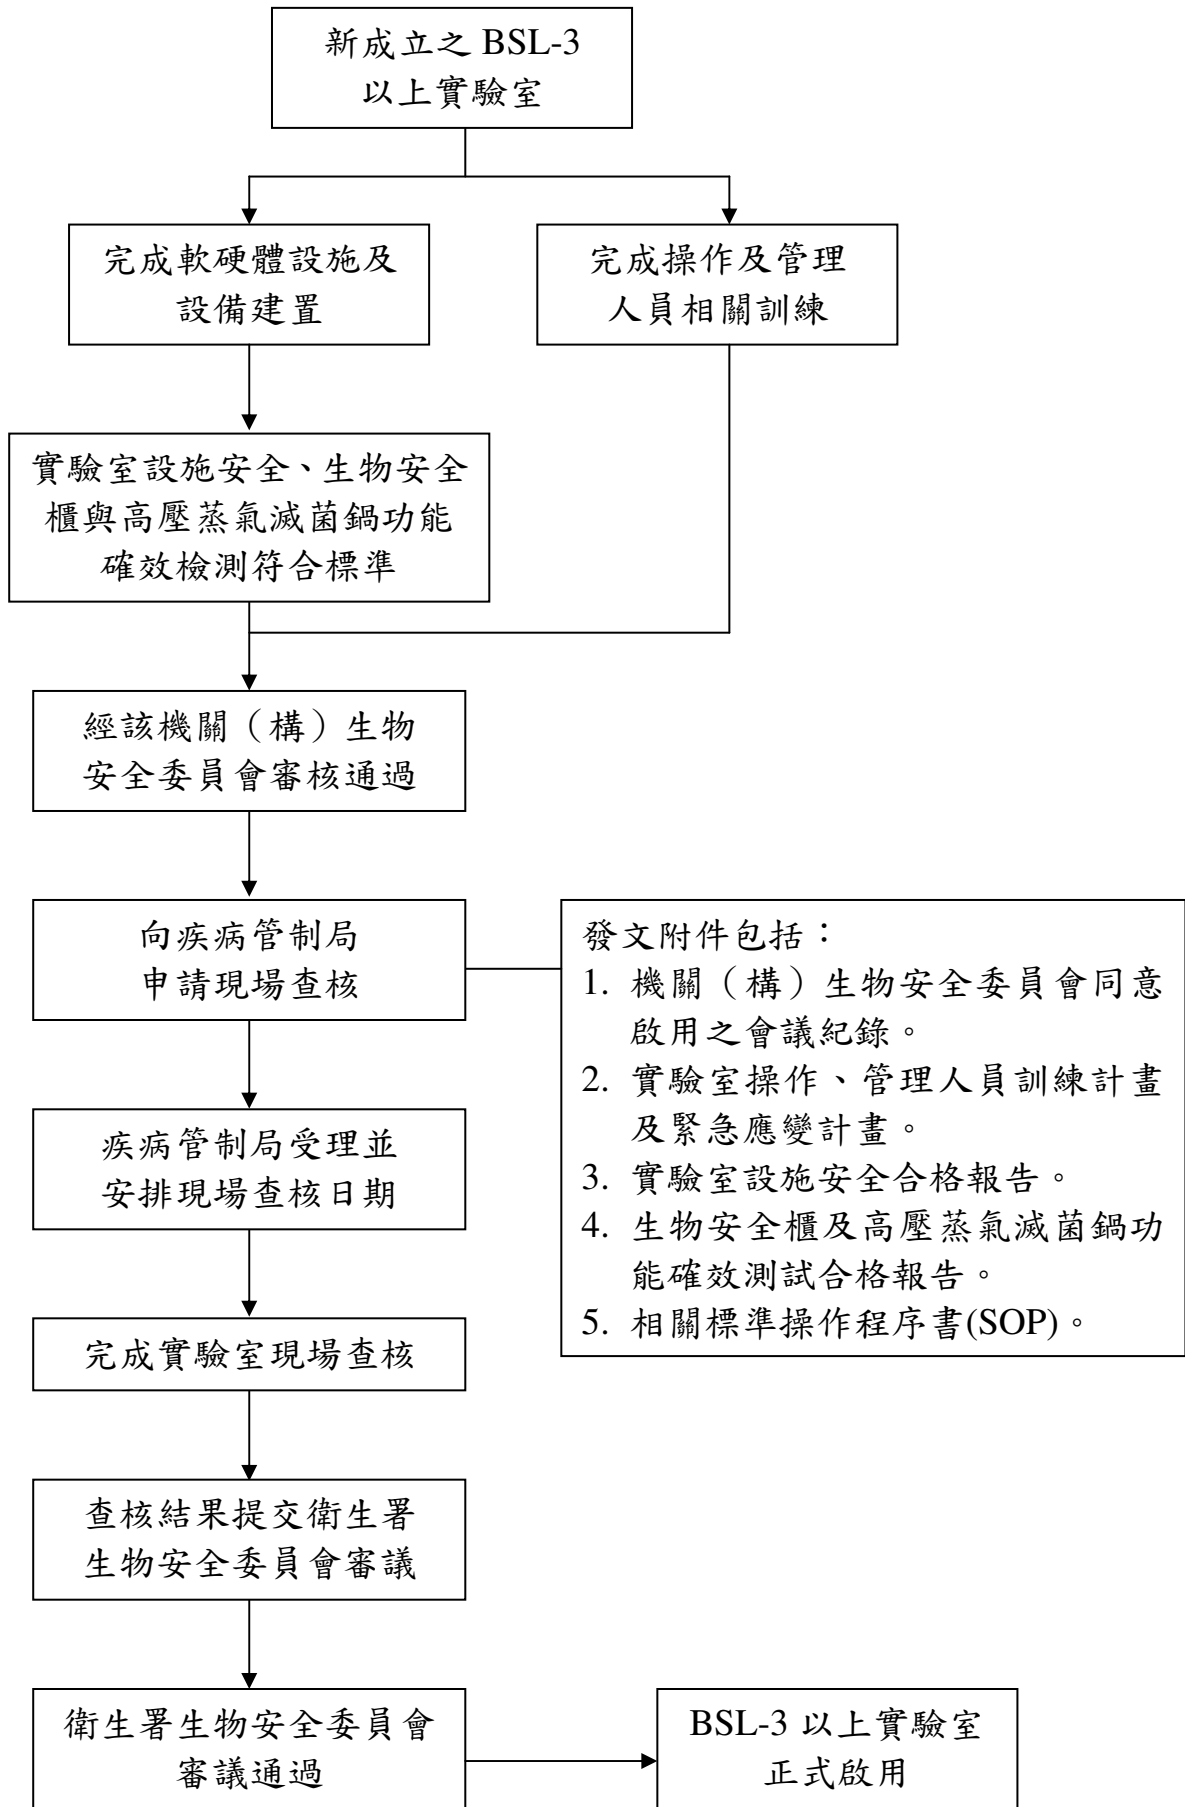 新成立之 BSL-3
以上實驗室
完成軟硬體設施及
設備建置
完成操作及管理
人員相關訓練
實驗室設施安全、生物安全
櫃與高壓蒸氣滅菌鍋功能
確效檢測符合標準
經該機關（構）生物
安全委員會審核通過
向疾病管制局
申請現場查核
發文附件包括：
1. 機關（構）生物安全委員會同意
啟用之會議紀錄。
2. 實驗室操作、管理人員訓練計畫
及緊急應變計畫。
3. 實驗室設施安全合格報告。
4. 生物安全櫃及高壓蒸氣滅菌鍋功
能確效測試合格報告。
5. 相關標準操作程序書(SOP)。
疾病管制局受理並
安排現場查核日期
完成實驗室現場查核
查核結果提交衛生署
生物安全委員會審議
衛生署生物安全委員會
審議通過
BSL-3 以上實驗室
正式啟用